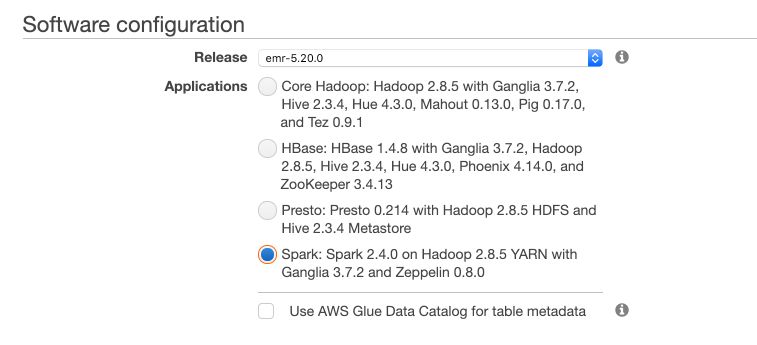 Software configuration
Release emr-5.20.0
Applications Core Hadoop: Hadoop 2.8.5 with Ganglia 3.7.2,
Hive 2.3.4, Hue 4.3.0, Mahout 0.13.0, Pig 0.17.0,
and Tez 0.9.1
HBase: HBase 1.4.8 with Ganglia 3.7.2, Hadoop
2.8.5, Hive 2.3.4, Hue 4.3.0, Phoenix 4.14.0, and
ZooKeeper 3.4.13
Presto: Presto 0.214 with Hadoop 2.8.5 HDFS and
Hive 2.3.4 Metastore
Spark: Spark 2.4.0 on Hadoop 2.8.5 YARN with
Ganglia 3.7.2 and Zeppelin 0.8.0
Use AWS Glue Data Catalog for table metadata